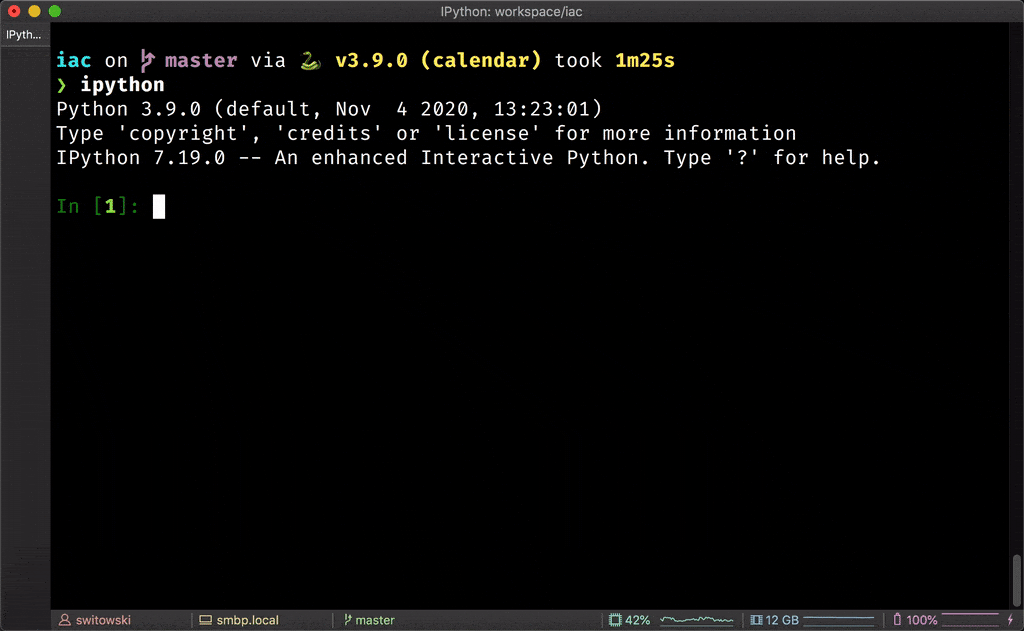 IPython: workspace/iac
IPyth...
iac on master via 🐍 v3.9.0 (calendar) took 1m25s
❯ ipython
Python 3.9.0 (default, Nov  4 2020, 13:23:01)
Type 'copyright', 'credits' or 'license' for more information
IPython 7.19.0 -- An enhanced Interactive Python. Type '?' for help.
In [1]:
switowski smbp.local master 42% 12 GB 100%